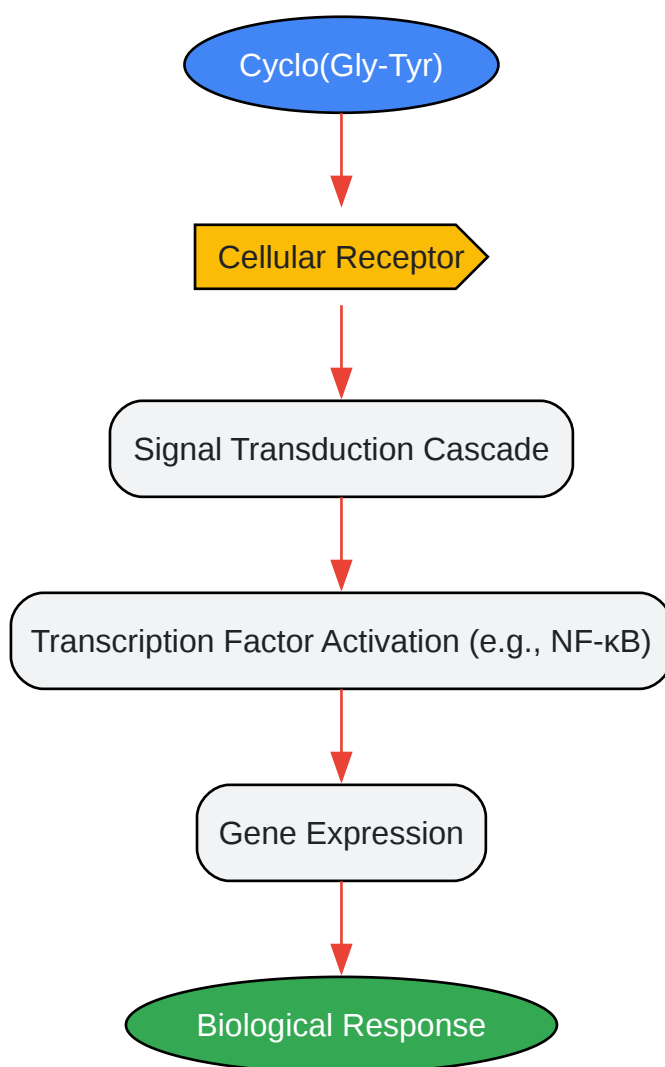 Cyclo(Gly-Tyr)
Cellular Receptor
Signal Transduction Cascade
Transcription Factor Activation (e.g., NF-κB)
Gene Expression
Biological Response